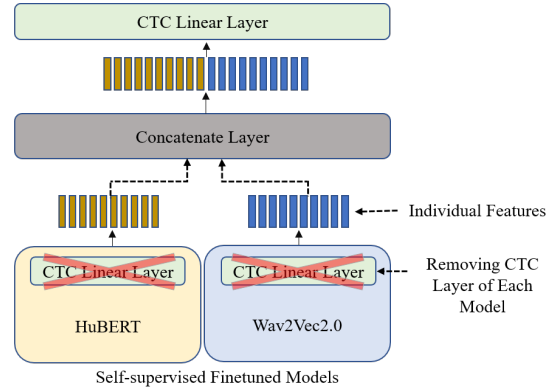 CTC Linear Layer
Concatenate Layer
Individual Features
CTC Linear Layer
CTC Linear Layer
Removing CTC
Layer of Each
Model
HuBERT
Wav2Vec2.0
Self-supervised Finetuned Models